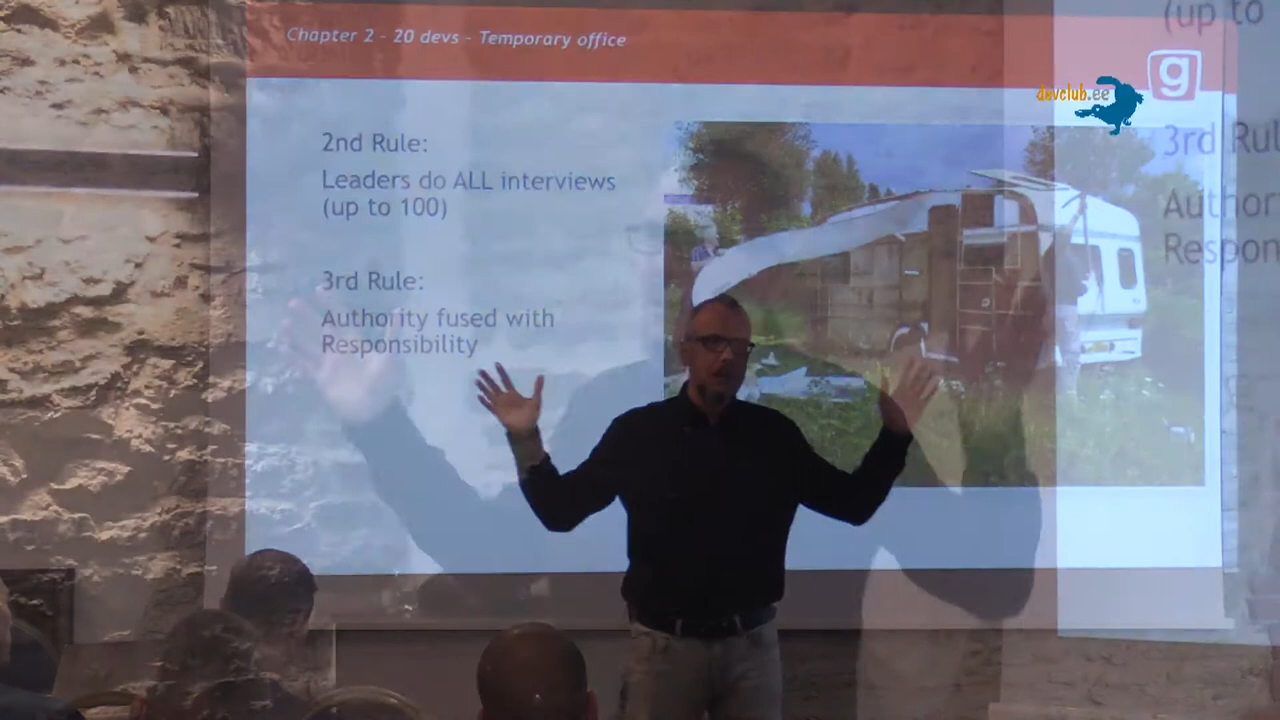 Chapter 2 - 20 devs - Temporary office
(up to
g
devclub.ee
2nd Rule:
Leaders do ALL interviews
(up to 100)
3rd Rule:
Authority fused with
Responsibility
3rd Rul
Author
Respon